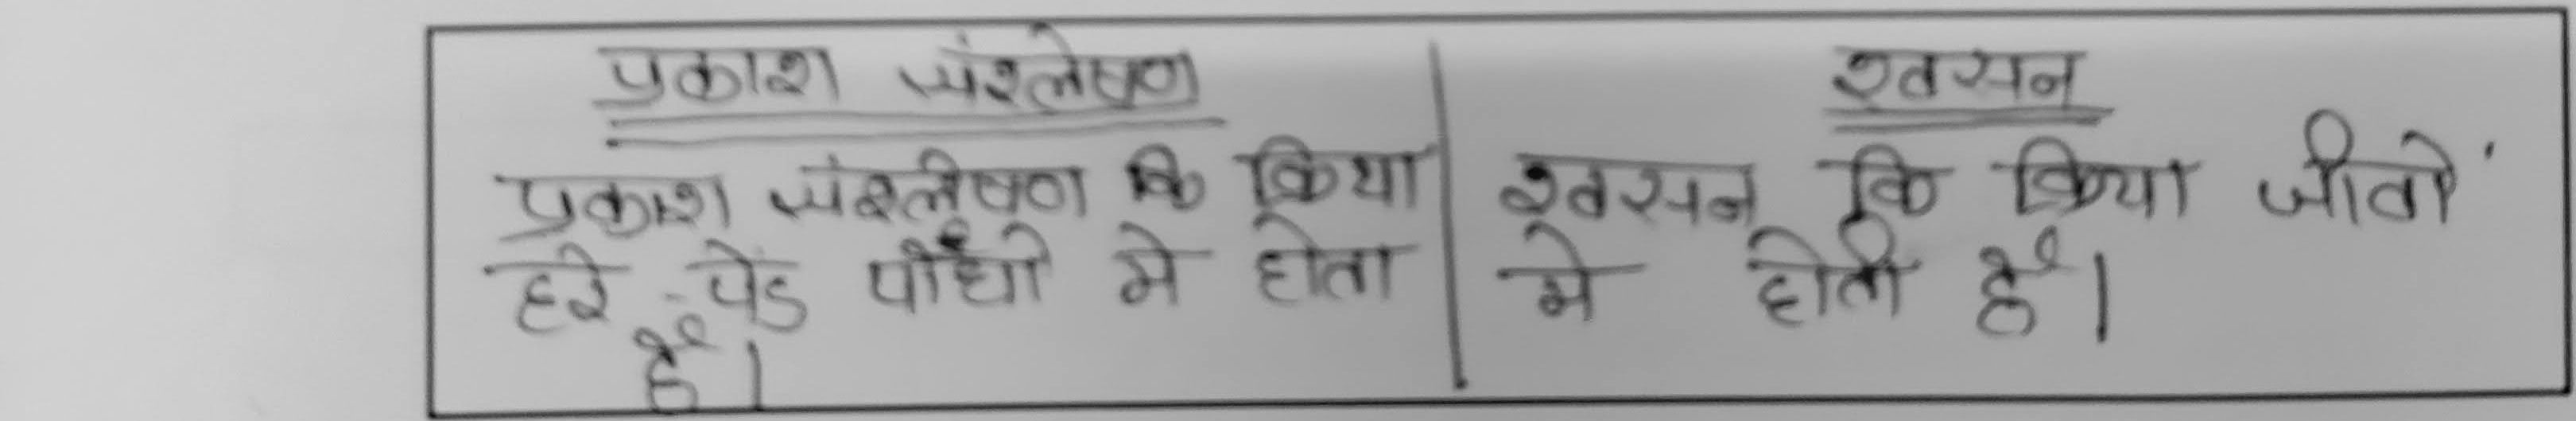 प्रकाश संश्लेषण
प्रकाश संश्लेषण कि क्रिया
हरे पेड पौधो मे होता
है।
श्वसन
श्वसन कि क्रिया जीवों
मे होती है।